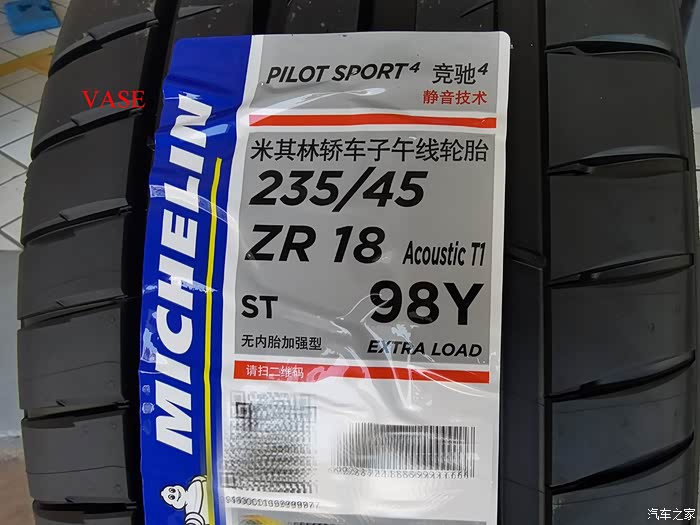 PILOT SPORT⁴ 竞驰⁴
静音技术
VASE
MICHELIN
米其林轿车子午线轮胎
235/45
ZR 18 Acoustic T1
ST 98Y
无内胎加强型 EXTRA LOAD
请扫二维码
汽车之家